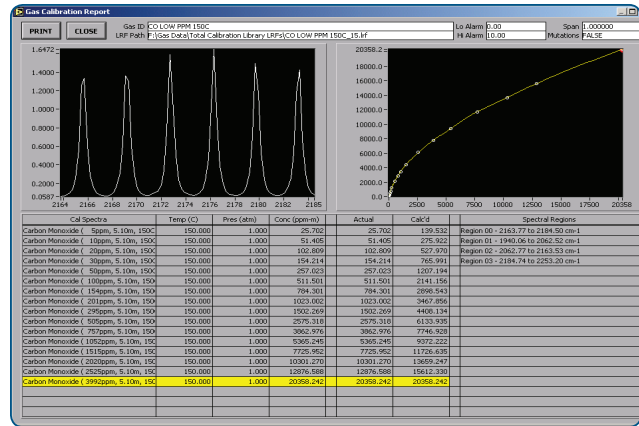 Gas Calibration Report
PRINT CLOSE Gas ID CO LOW PPM 150C Lo Alarm 0.00 Span 1.000000
LRF Path F:\Gas Data\Total Calibration Library LRFs\CO LOW PPM 150C_15.lrf Hi Alarm 10.00 Mutations FALSE
1.6472
1.4000
1.2000
1.0000
0.8000
0.6000
0.4000
0.2000
0.0587
2164 2166 2168 2170 2172 2174 2176 2178 2180 2182 2185
20358.2
18000.0
16000.0
14000.0
12000.0
10000.0
8000.0
6000.0
4000.0
2000.0
0.0
0 2500 5000 7500 10000 12500 15000 17500 20358
Cal Spectra Temp (C) Pres (atm) Conc (ppm-m) Actual Calc'd Spectral Regions
Carbon Monoxide ( 5ppm, 5.10m, 150C 150.000 1.000 25.702 25.702 139.532 Region 00 - 2163.77 to 2184.50 cm-1
Carbon Monoxide ( 10ppm, 5.10m, 150 150.000 1.000 51.405 51.405 275.922 Region 01 - 1940.06 to 2062.52 cm-1
Carbon Monoxide ( 20ppm, 5.10m, 150 150.000 1.000 102.809 102.809 527.970 Region 02 - 2062.77 to 2163.53 cm-1
Carbon Monoxide ( 30ppm, 5.10m, 150 150.000 1.000 154.214 154.214 765.991 Region 03 - 2184.74 to 2253.20 cm-1
Carbon Monoxide ( 50ppm, 5.10m, 150 150.000 1.000 257.023 257.023 1207.194
Carbon Monoxide ( 100ppm, 5.10m, 15 150.000 1.000 511.501 511.501 2141.156
Carbon Monoxide ( 154ppm, 5.10m, 150 150.000 1.000 784.301 784.301 2898.543
Carbon Monoxide ( 201ppm, 5.10m, 150 150.000 1.000 1023.002 1023.002 3467.856
Carbon Monoxide ( 295ppm, 5.10m, 150 150.000 1.000 1502.269 1502.269 4408.134
Carbon Monoxide ( 505ppm, 5.10m, 150 150.000 1.000 2575.318 2575.318 6133.935
Carbon Monoxide ( 757ppm, 5.10m, 150 150.000 1.000 3862.976 3862.976 7746.928
Carbon Monoxide ( 1052ppm, 5.10m, 15 150.000 1.000 5365.245 5365.245 9372.222
Carbon Monoxide ( 1515ppm, 5.10m, 15 150.000 1.000 7725.952 7725.952 11726.635
Carbon Monoxide ( 2020ppm, 5.10m, 15 150.000 1.000 10301.270 10301.270 13659.247
Carbon Monoxide ( 2525ppm, 5.10m, 15 150.000 1.000 12876.588 12876.588 15612.330
Carbon Monoxide ( 3992ppm, 5.10m, 15 150.000 1.000 20358.242 20358.242 20358.242